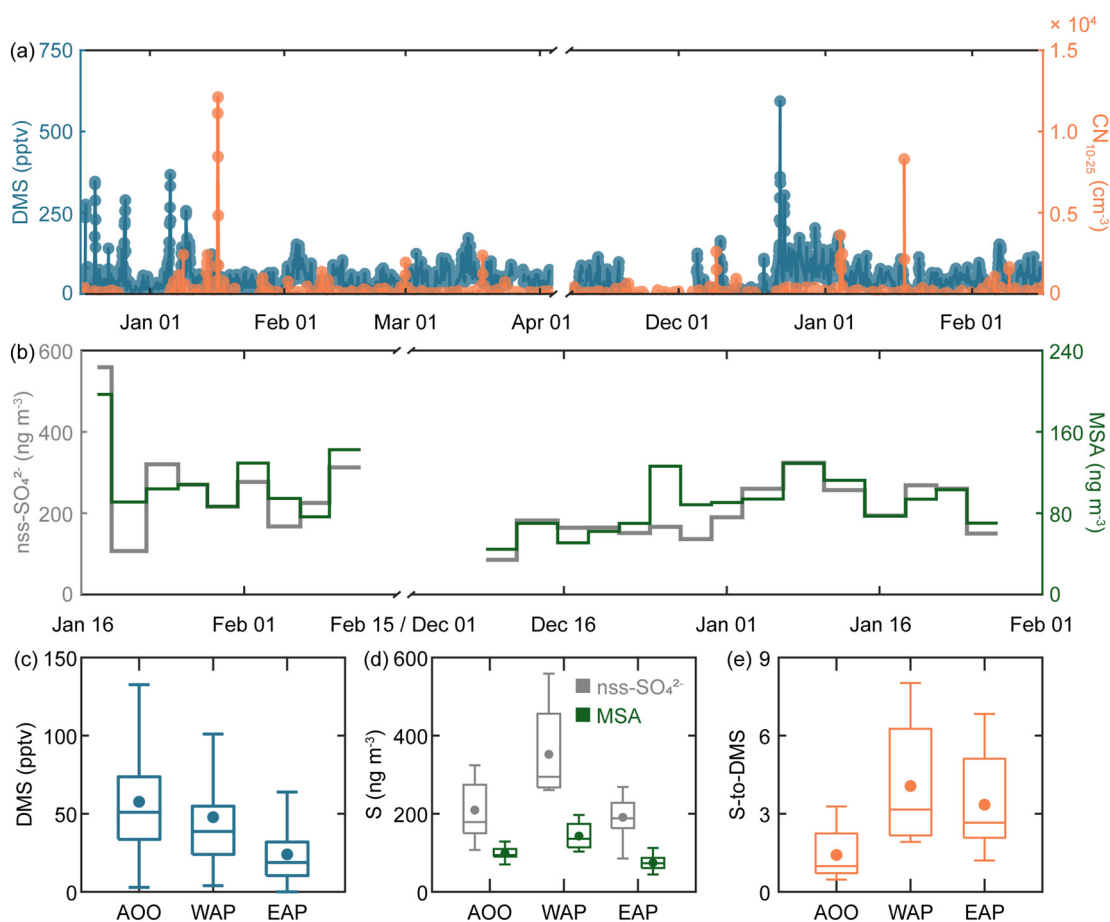 × 10⁴
(a)
750
500
250
0
DMS (pptv)
1.5
1.0
0.5
0
CN₁₀₋₂₅ (cm⁻³)
Jan 01 Feb 01 Mar 01 Apr 01 Dec 01 Jan 01 Feb 01
(b)
600
400
200
0
nss-SO₄²⁻ (ng m⁻³)
240
160
80
0
MSA (ng m⁻³)
Jan 16 Feb 01 Feb 15 / Dec 01 Dec 16 Jan 01 Jan 16 Feb 01
(c)
150
100
50
0
DMS (pptv)
AOO WAP EAP
(d)
600
400
200
0
S (ng m⁻³)
nss-SO₄²⁻
MSA
AOO WAP EAP
(e)
9
6
3
0
S-to-DMS
AOO WAP EAP